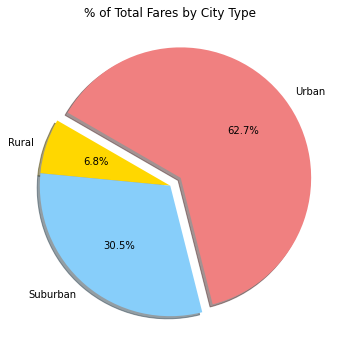 % of Total Fares by City Type
Urban
62.7%
Rural
6.8%
30.5%
Suburban